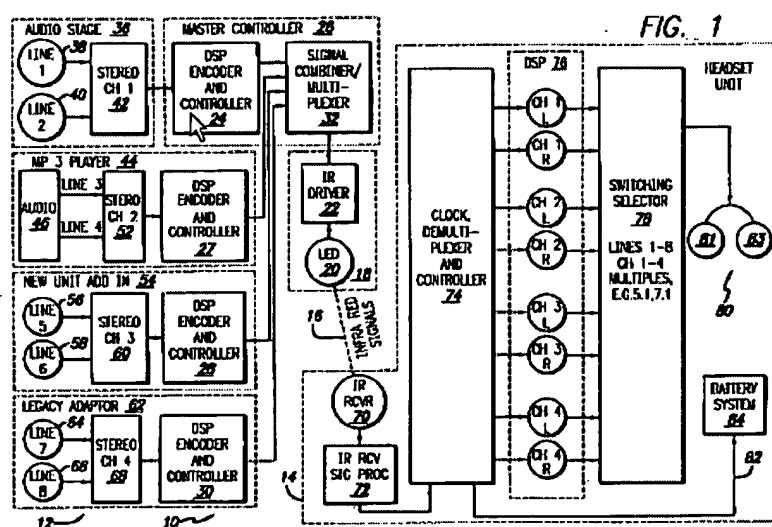 FIG. 1
AUDIO STAGE 36
LINE 1
38
LINE 2
40
STEREO CH 1 42
MASTER CONTROLLER 26
DSP ENCODER AND CONTROLLER 24
SIGNAL COMBINER/ MULTI- PLEXER 32
MP 3 PLAYER 44
AUDIO 46
LINE 3
LINE 4
STEREO CH 2 52
DSP ENCODER AND CONTROLLER 27
IR DRIVER 22
LED 20
18
NEW UNIT ADD IN 54
LINE 5
56
LINE 6
58
STEREO CH 3 60
DSP ENCODER AND CONTROLLER 28
16
INFRA RED SIGNALS
LEGACY ADAPTOR 62
LINE 7
64
LINE 8
66
STEREO CH 4 68
DSP ENCODER AND CONTROLLER 30
12
10
IR RCVR 70
IR RCV SIG PROC 72
14
CLOCK, DEMULTI- PLEXER AND CONTROLLER 74
DSP 76
CH 1 L
CH 1 R
CH 2 L
CH 2 R
CH 3 L
CH 3 R
CH 4 L
CH 4 R
SWITCHING SELECTOR 78
LINES 1-8 CH 1-4 MULTIPLES, E.G.5.1,7.1
HEADSET UNIT
81
83
80
BATTERY SYSTEM 84
82